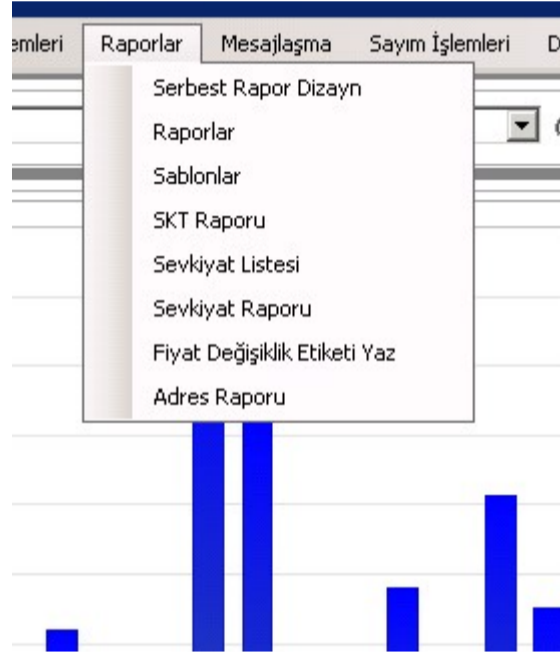 Raporlar Mesajlaşma Sayım İşlemleri
Serbest Rapor Dizayn
Raporlar
Sablonlar
SKT Raporu
Sevkiyat Listesi
Sevkiyat Raporu
Fiyat Değişiklik Etiketi Yaz
Adres Raporu